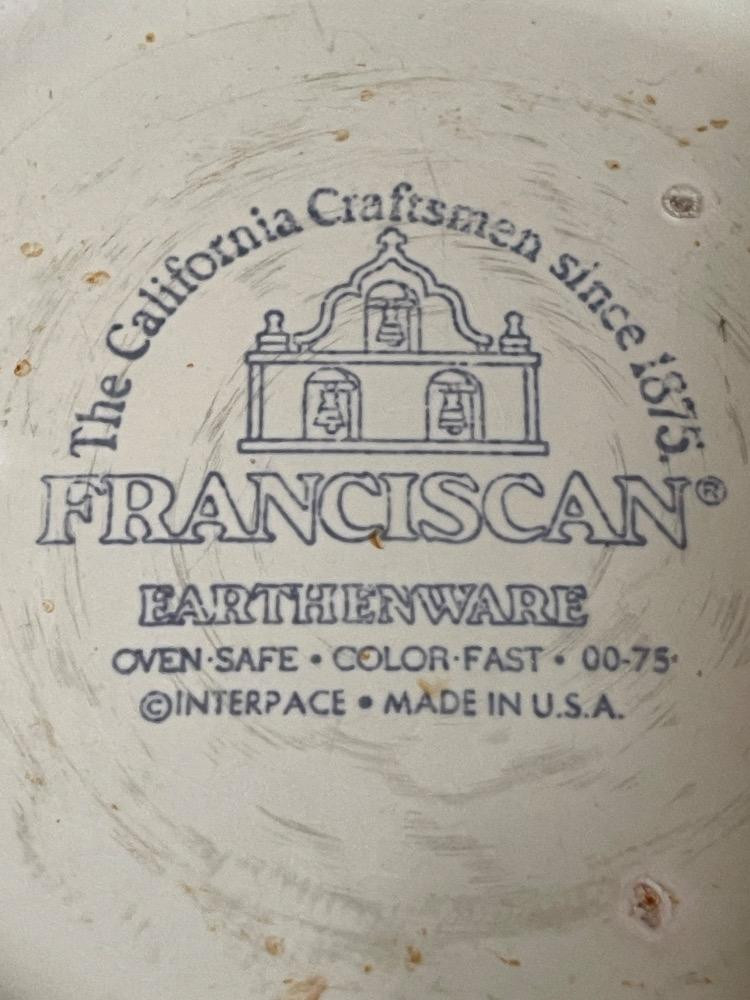 The California Craftsmen since 1875.
FRANCISCAN®
EARTHENWARE
OVEN·SAFE • COLOR·FAST • 00-75·
©INTERPACE • MADE IN U.S.A.